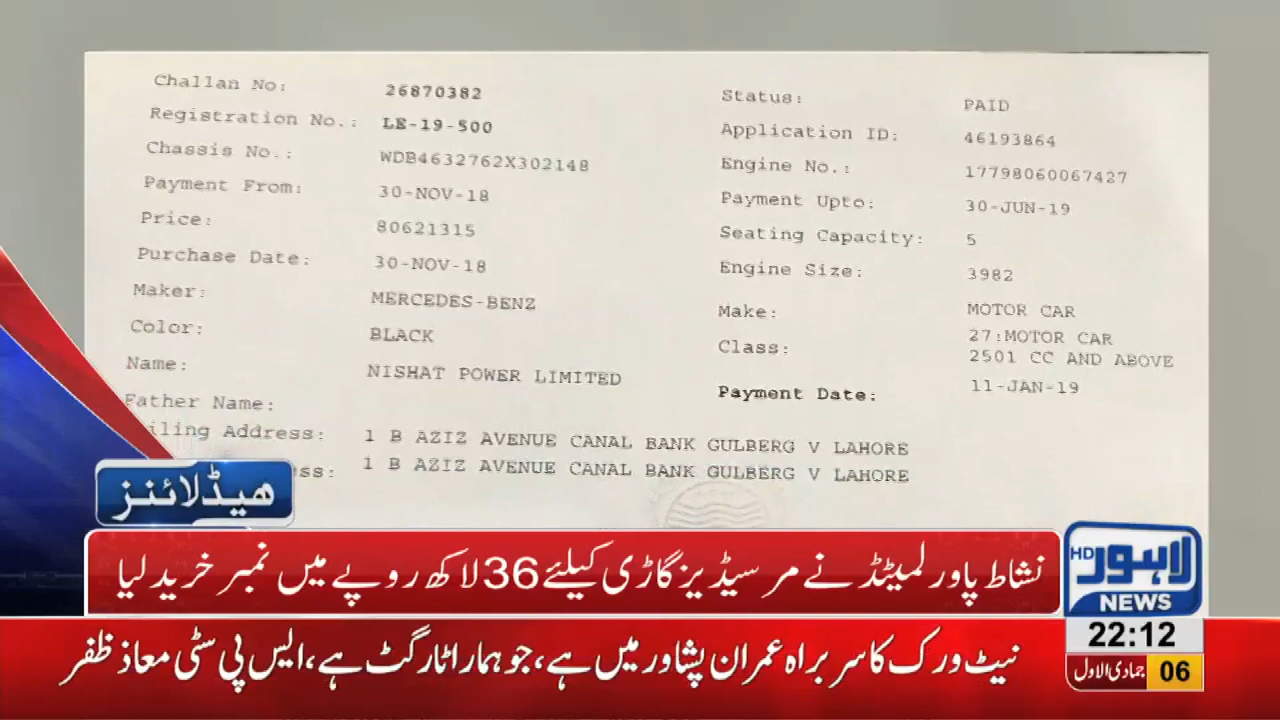 Challan No: 26870382 Status: PAID
Registration No.: LE-19-500 Application ID: 46193864
Chassis No.: WDB4632762X302148 Engine No.: 17798060067427
Payment From: 30-NOV-18 Payment Upto: 30-JUN-19
Price: 80621315 Seating Capacity: 5
Purchase Date: 30-NOV-18 Engine Size: 3982
Maker: MERCEDES-BENZ Make: MOTOR CAR
Color: BLACK Class: 27:MOTOR CAR
2501 CC AND ABOVE
Name: NISHAT POWER LIMITED Payment Date: 11-JAN-19
Father Name:
iling Address: 1 B AZIZ AVENUE CANAL BANK GULBERG V LAHORE
ss: 1 B AZIZ AVENUE CANAL BANK GULBERG V LAHORE
ہیڈلائنز
نشاط پاور لمیٹڈ نے مرسیڈیز گاڑی کیلئے 36 لاکھ روپے میں نمبر خرید لیا
لاہور HD
NEWS
22:12
نیٹ ورک کا سربراہ عمران پشاور میں ہے، جو ہمارا ٹارگٹ ہے، ایس پی سٹی معاذ ظفر
06 جمادی الاول